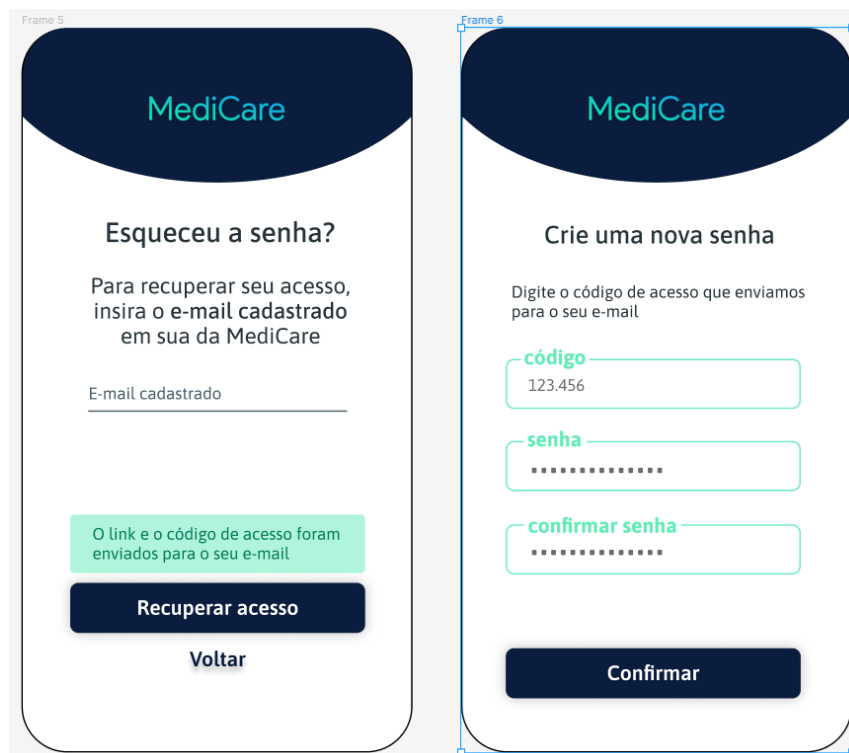 Frame 5
MediCare
Esqueceu a senha?
Para recuperar seu acesso,
insira o e-mail cadastrado
em sua da MediCare
E-mail cadastrado
O link e o código de acesso foram
enviados para o seu e-mail
Recuperar acesso
Voltar
Frame 6
MediCare
Crie uma nova senha
Digite o código de acesso que enviamos
para o seu e-mail
código
123.456
senha
confirmar senha
Confirmar